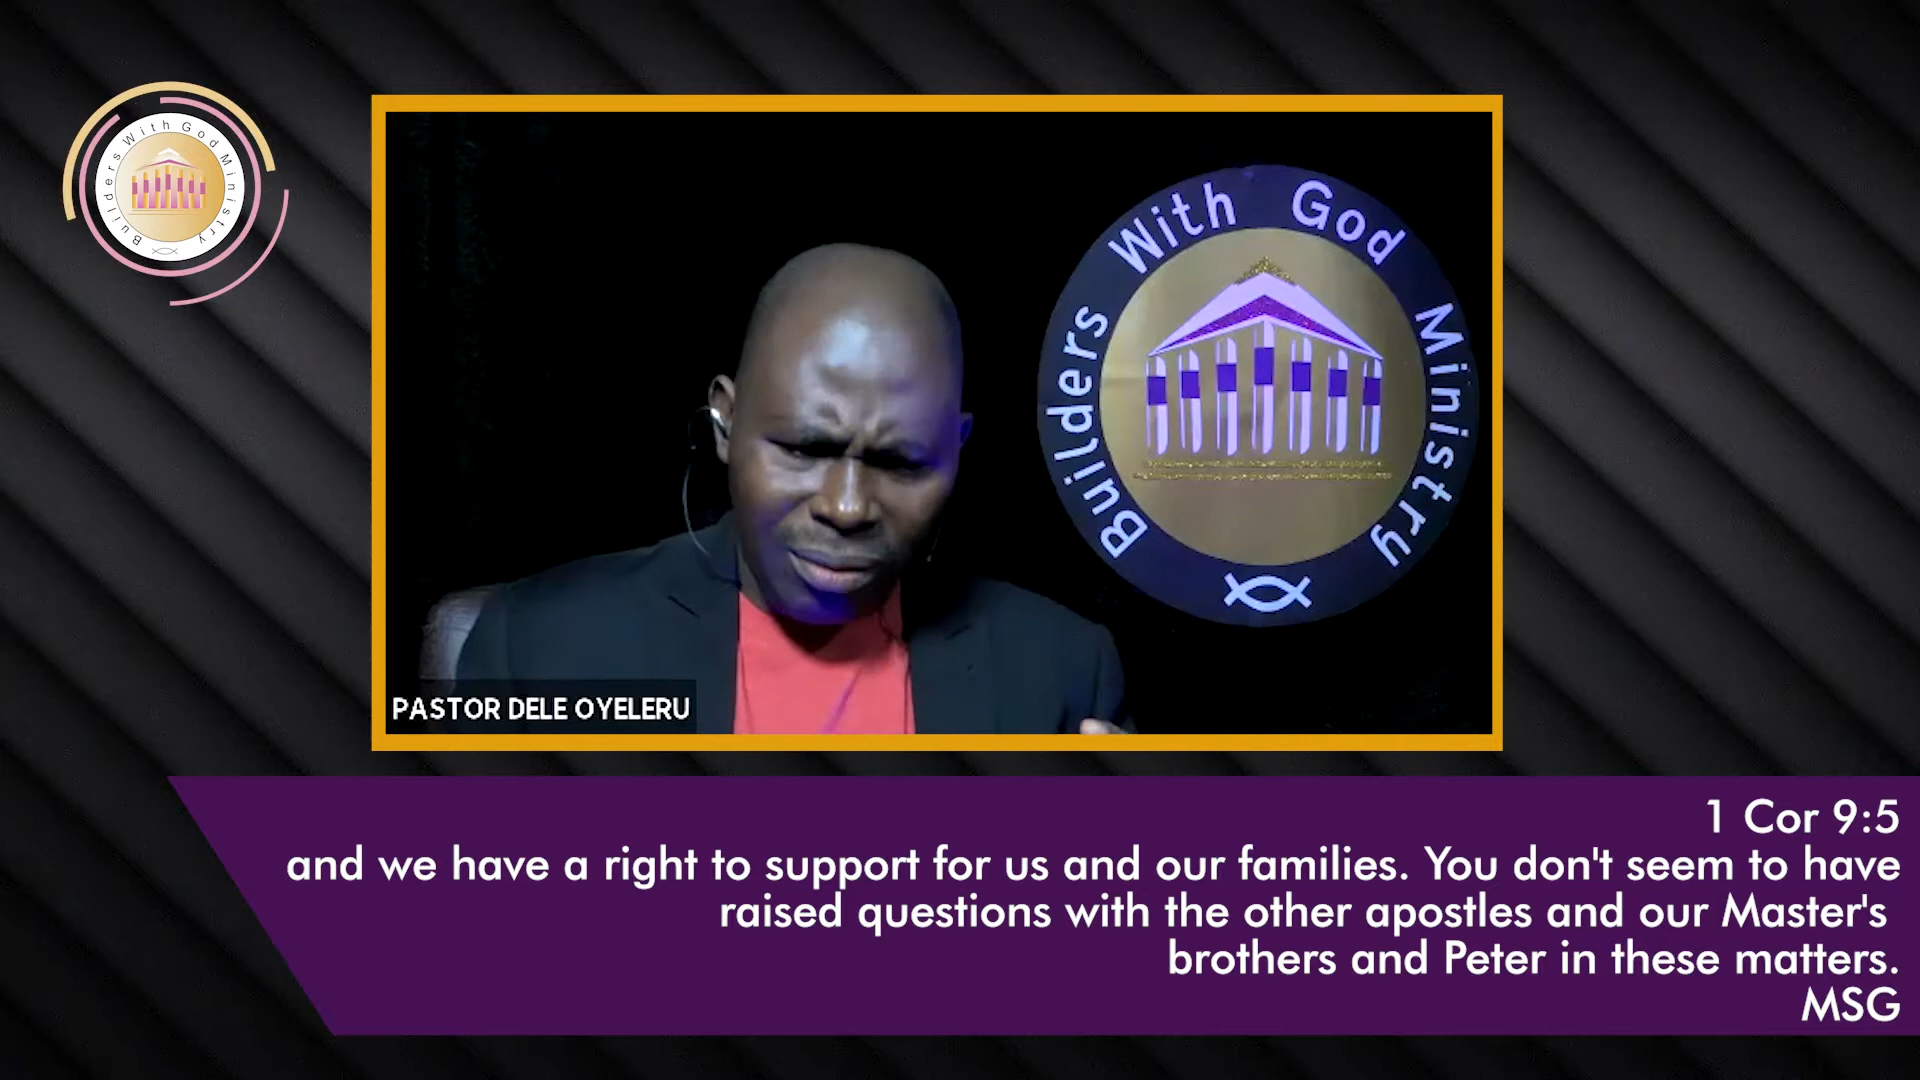 Builders With God Ministry
Builders With God Ministry
PASTOR DELE OYELERU
1 Cor 9:5
and we have a right to support for us and our families. You don't seem to have
raised questions with the other apostles and our Master's
brothers and Peter in these matters.
MSG